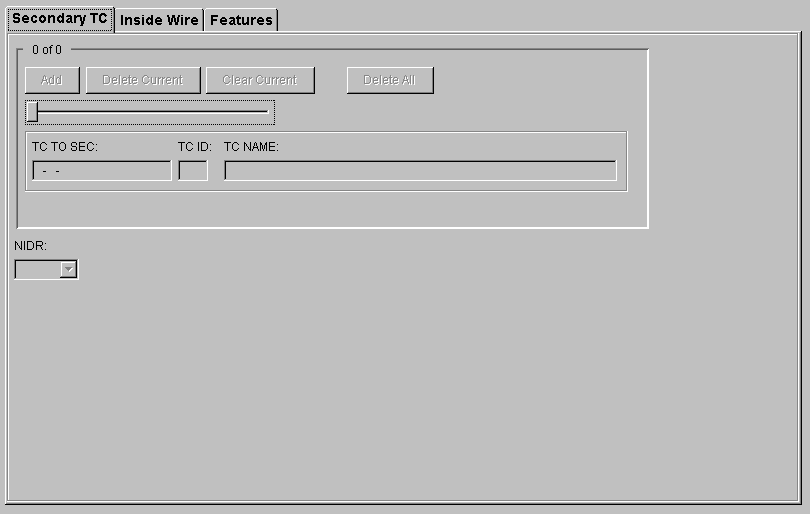 Secondary TC Inside Wire Features
0 of 0
Add Delete Current Clear Current Delete All
TC TO SEC: TC ID: TC NAME:
- -
NIDR: